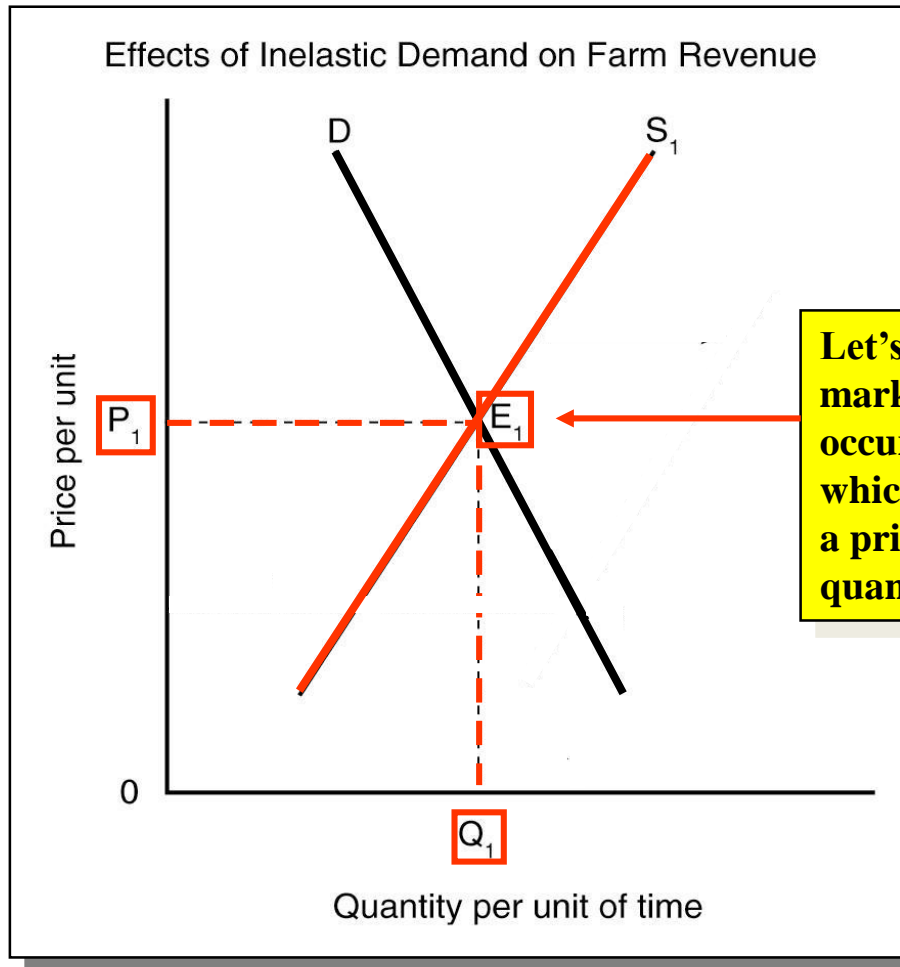 Effects of Inelastic Demand on Farm Revenue
D
S₁
Let’s
mark
occu
whic
a pri
quan
E₁
P₁
Price per unit
0
Q₁
Quantity per unit of time